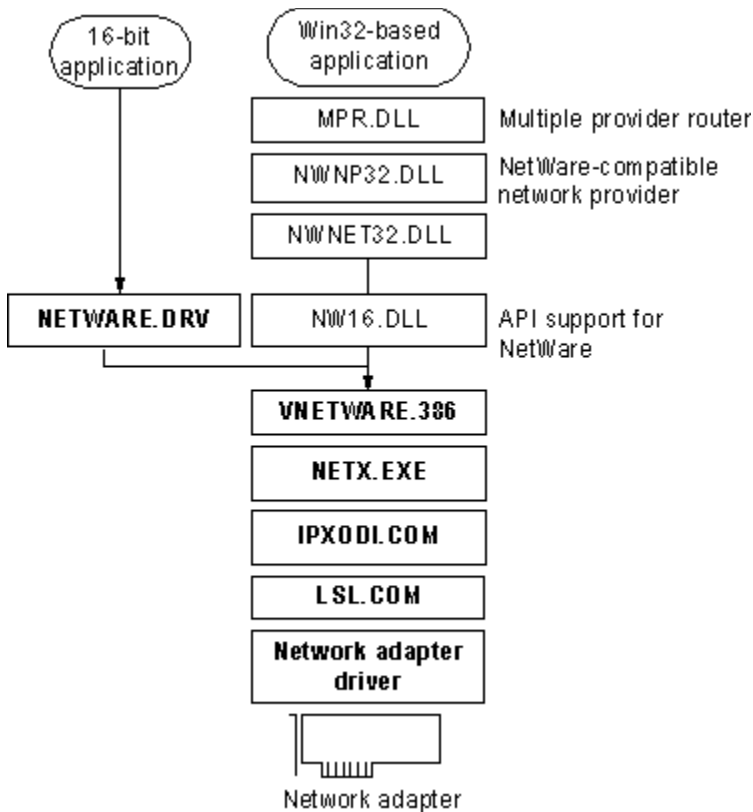 16-bit
application
Win32-based
application
MPR.DLL
Multiple provider router
NWNP32.DLL
NetWare-compatible
network provider
NWNET32.DLL
NETWARE.DRV
NW16.DLL
API support for
NetWare
VNETWARE.386
NETX.EXE
IPXODI.COM
LSL.COM
Network adapter
driver
Network adapter